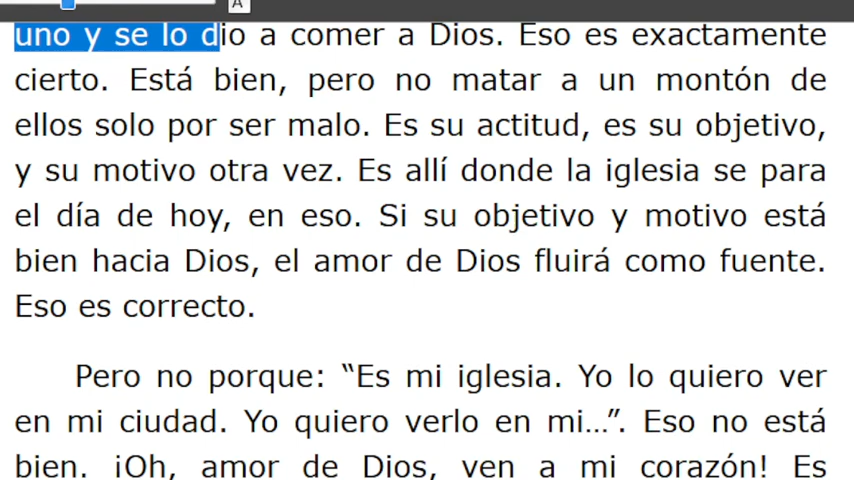 A
uno y se lo dio a comer a Dios. Eso es exactamente
cierto. Está bien, pero no matar a un montón de
ellos solo por ser malo. Es su actitud, es su objetivo,
y su motivo otra vez. Es allí donde la iglesia se para
el día de hoy, en eso. Si su objetivo y motivo está
bien hacia Dios, el amor de Dios fluirá como fuente.
Eso es correcto.
Pero no porque: “Es mi iglesia. Yo lo quiero ver
en mi ciudad. Yo quiero verlo en mi...”. Eso no está
bien. ¡Oh, amor de Dios, ven a mi corazón! Es